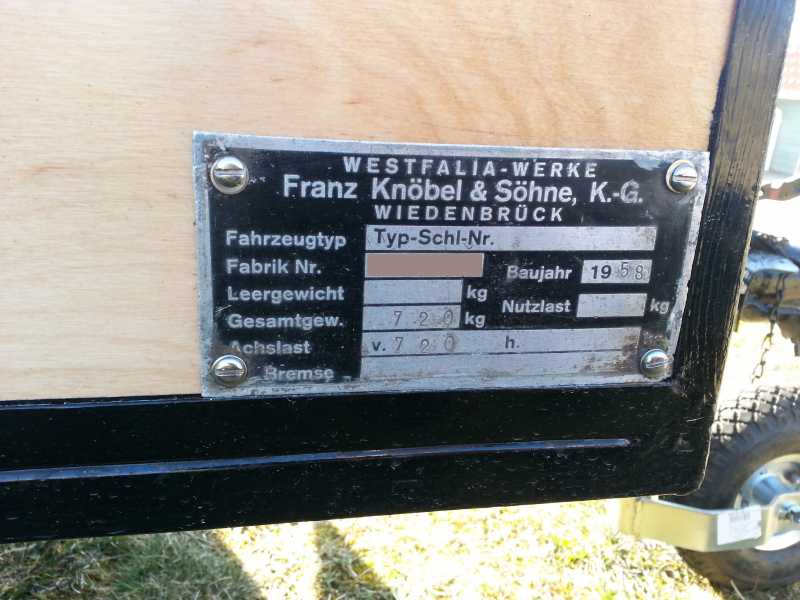 WESTFALIA-WERKE
Franz Knöbel & Söhne, K.-G.
WIEDENBRÜCK
Fahrzeugtyp Typ-Schl-Nr.
Fabrik Nr. Baujahr 1958
Leergewicht kg Nutzlast kg
Gesamtgew. 720 kg
Achslast v. 720 h.
Bremse